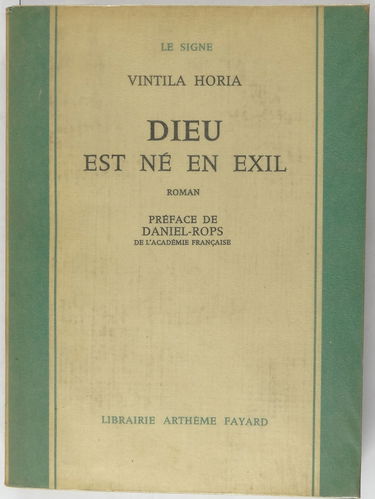 LE SIGNE
VINTILA HORIA
DIEU
EST NÉ EN EXIL
ROMAN
PRÉFACE DE
DANIEL-ROPS
DE L'ACADÉMIE FRANÇAISE
LIBRAIRIE ARTHÈME FAYARD